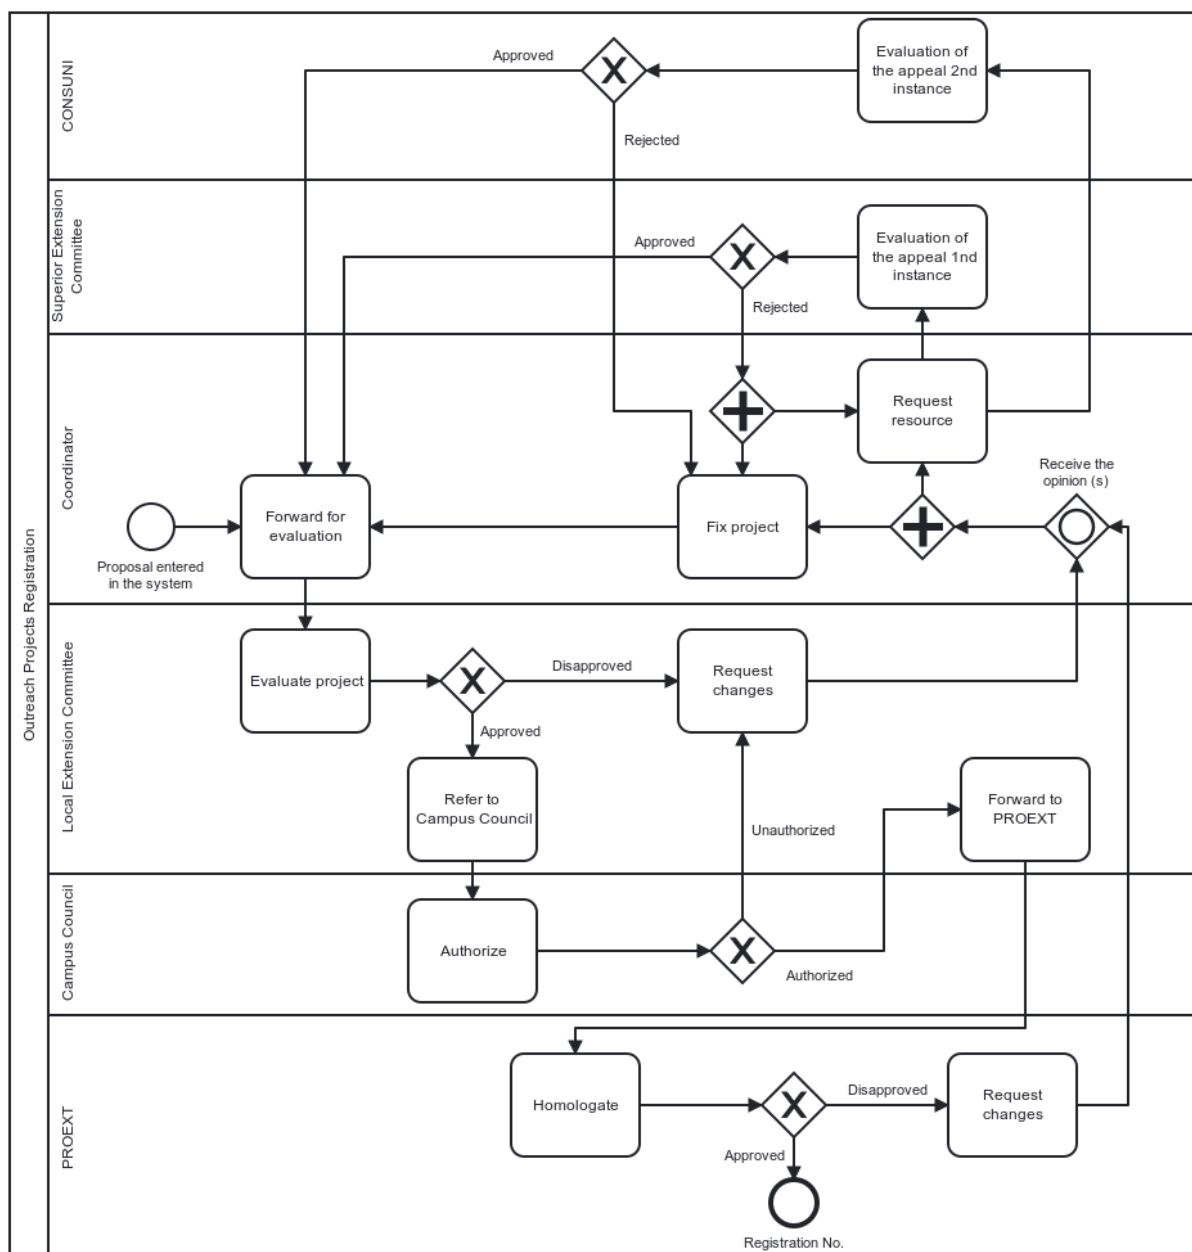 Outreach Projects Registration
CONSUNI
Approved
Rejected
Evaluation of
the appeal 2nd
instance
Superior Extension
Committee
Approved
Rejected
Evaluation of
the appeal 1nd
instance
Coordinator
Proposal entered
in the system
Forward for
evaluation
Fix project
Request
resource
Receive the
opinion (s)
Local Extension Committee
Evaluate project
Disapproved
Approved
Request
changes
Refer to
Campus Council
Unauthorized
Forward to
PROEXT
Campus Council
Authorize
Authorized
PROEXT
Homologate
Disapproved
Approved
Request
changes
Registration No.